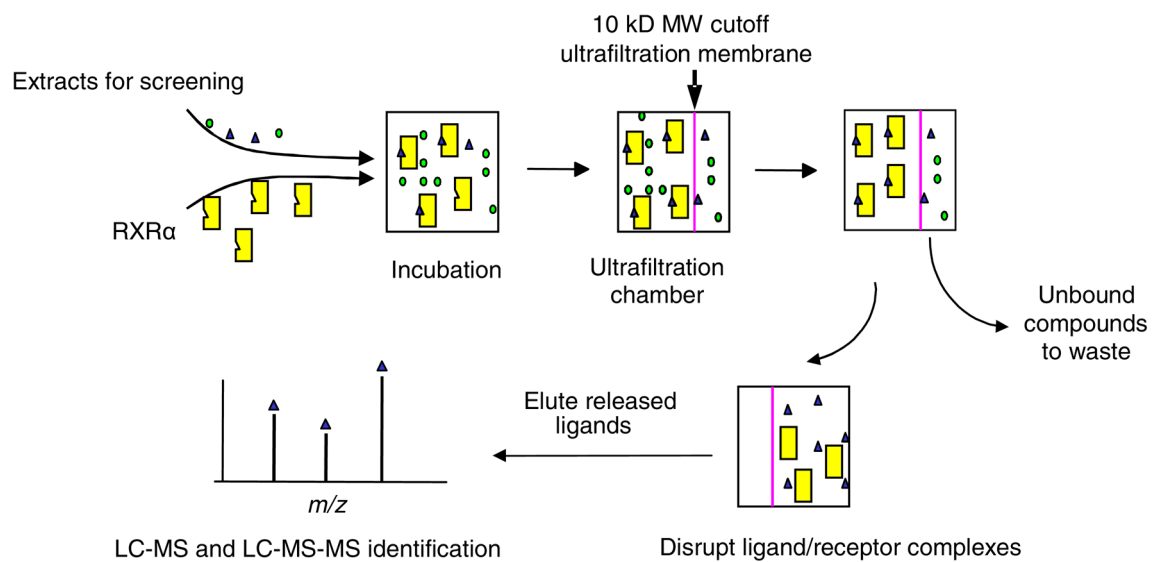 10 kD MW cutoff
ultrafiltration membrane
Extracts for screening
RXRα
Incubation
Ultrafiltration
chamber
Unbound
compounds
to waste
Elute released
ligands
m/z
LC-MS and LC-MS-MS identification
Disrupt ligand/receptor complexes